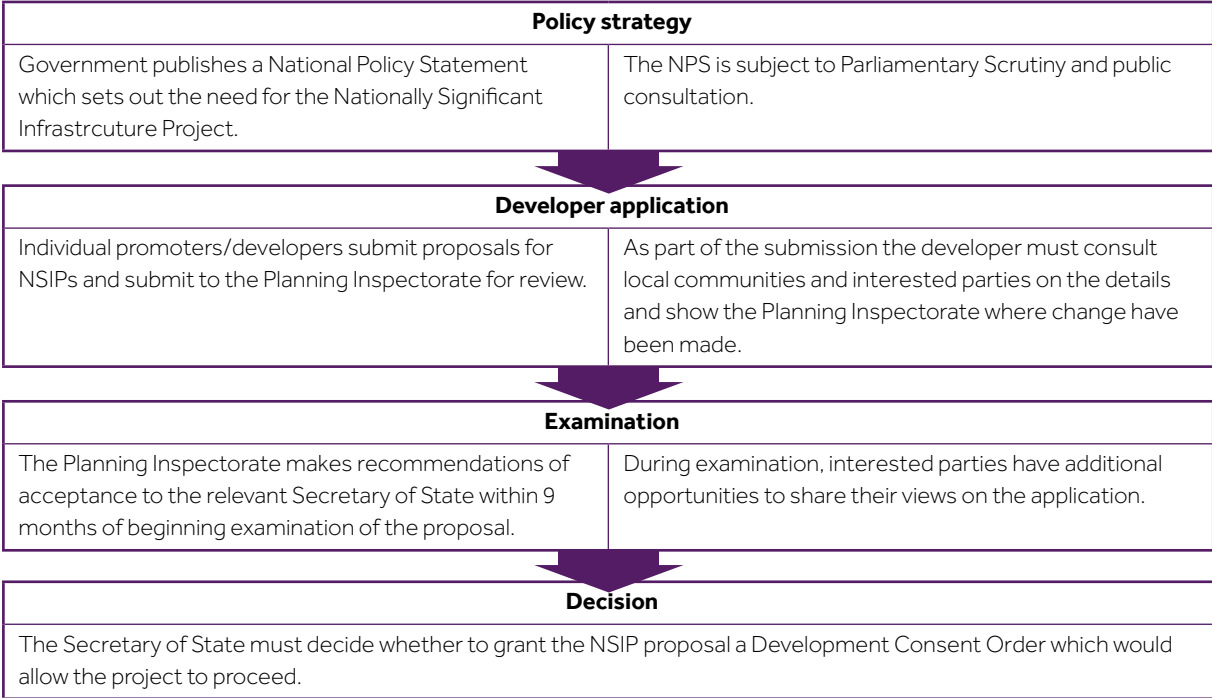 Policy strategy
Government publishes a National Policy Statement
which sets out the need for the Nationally Significant
Infrastrcuture Project.
The NPS is subject to Parliamentary Scrutiny and public
consultation.
Developer application
Individual promoters/developers submit proposals for
NSIPs and submit to the Planning Inspectorate for review.
As part of the submission the developer must consult
local communities and interested parties on the details
and show the Planning Inspectorate where change have
been made.
Examination
The Planning Inspectorate makes recommendations of
acceptance to the relevant Secretary of State within 9
months of beginning examination of the proposal.
During examination, interested parties have additional
opportunities to share their views on the application.
Decision
The Secretary of State must decide whether to grant the NSIP proposal a Development Consent Order which would
allow the project to proceed.